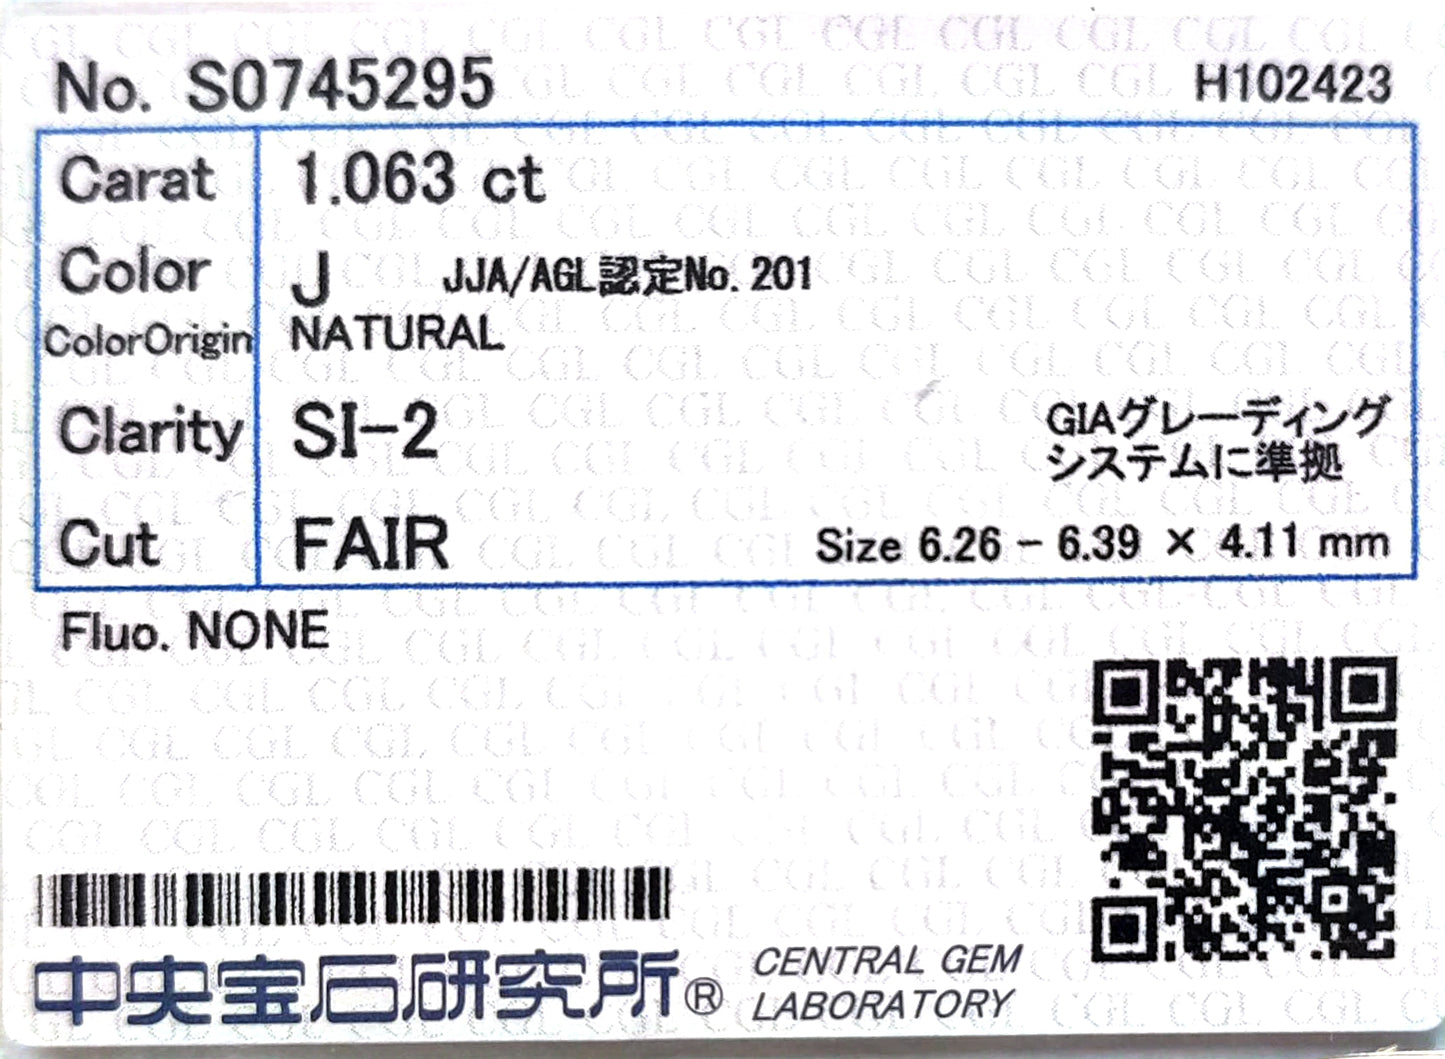 No. S0745295 H102423
Carat 1.063 ct
Color J JJA/AGL認定No. 201
ColorOrigin NATURAL
Clarity SI-2 GIAグレーディング
システムに準拠
Cut FAIR Size 6.26 - 6.39 × 4.11 mm
Fluo. NONE
中央宝石研究所® CENTRAL GEM
LABORATORY